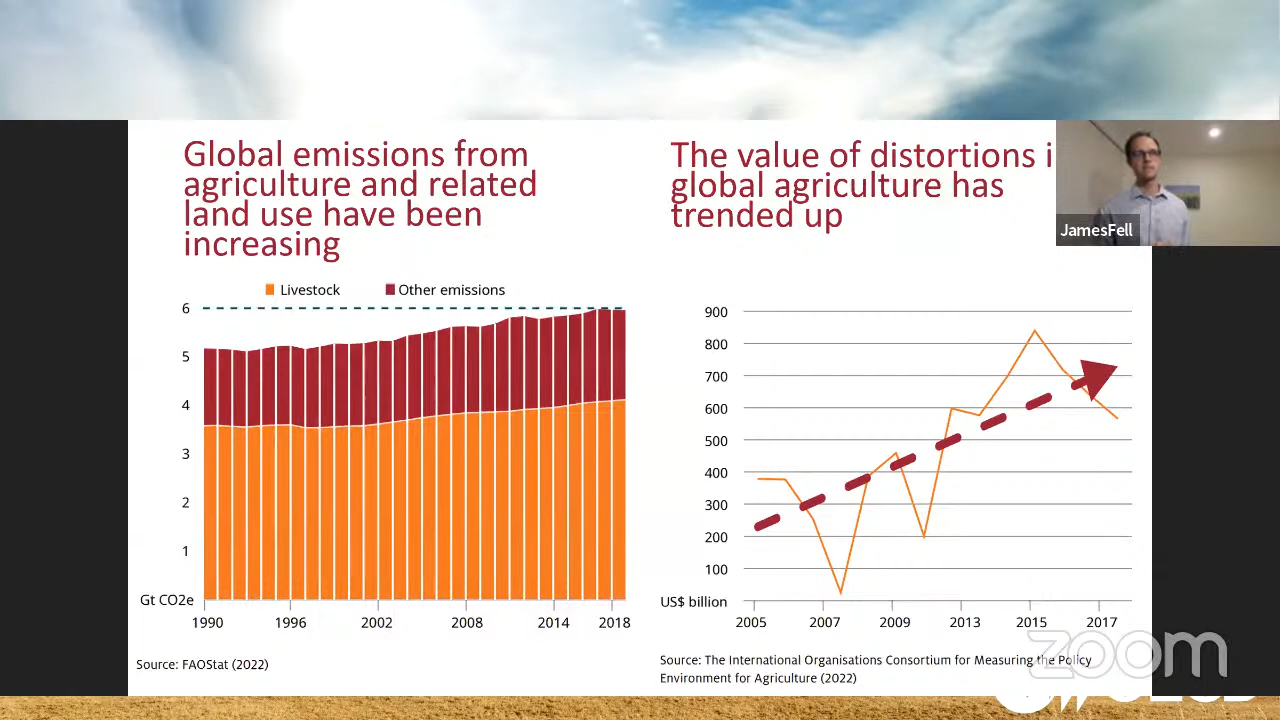 Global emissions from
agriculture and related
land use have been
increasing
The value of distortions i
global agriculture has
trended up
JamesFell
Livestock
Other emissions
6
5
4
3
2
1
Gt CO2e
1990 1996 2002 2008 2014 2018
900
800
700
600
500
400
300
200
100
US$ billion
2005 2007 2009 2011 2013 2015 2017
Source: FAOStat (2022)
Source: The International Organisations Consortium for Measuring the Policy
Environment for Agriculture (2022)
zoom